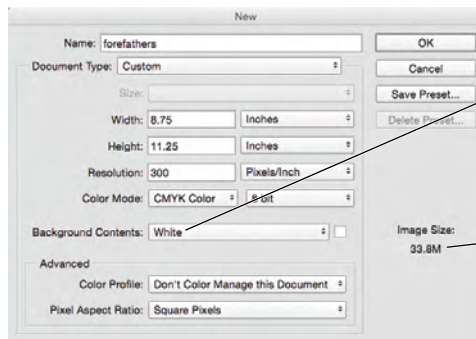 New
Name: forefathers
OK
Document Type: Custom
Cancel
Size:
Save Preset...
Width: 8.75 Inches
Delete Preset...
Height: 11.25 Inches
Resolution: 300 Pixels/Inch
Color Mode: CMYK Color 8 bit
Background Contents: White
Image Size:
33.8M
Advanced
Color Profile: Don't Color Manage this Document
Pixel Aspect Ratio: Square Pixels